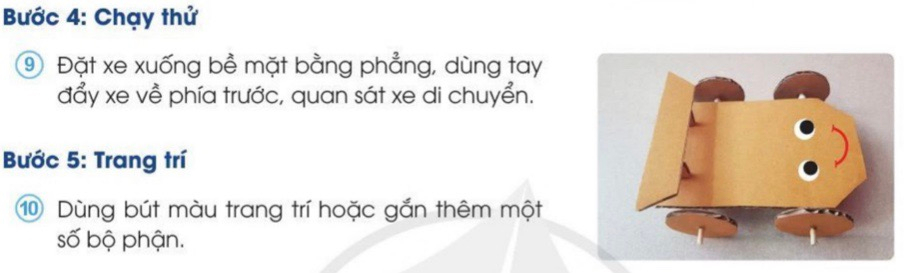 Bước 4: Chạy thử
9 Đặt xe xuống bề mặt bằng phẳng, dùng tay
đẩy xe về phía trước, quan sát xe di chuyển.
Bước 5: Trang trí
10 Dùng bút màu trang trí hoặc gắn thêm một
số bộ phận.